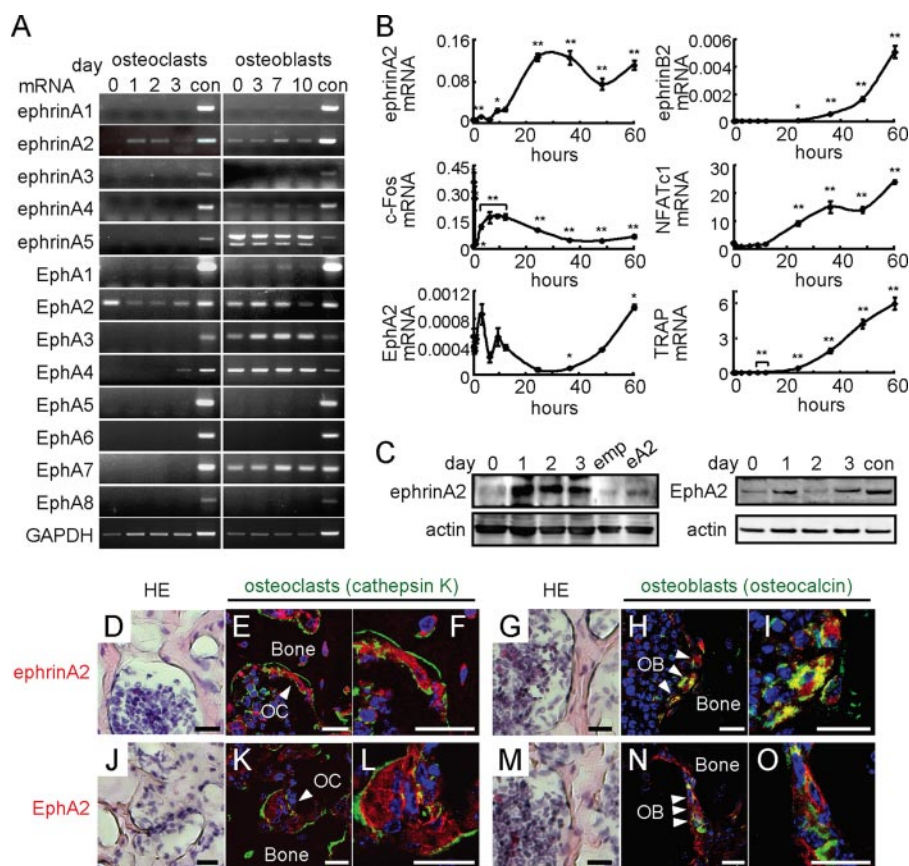 A
osteoclasts osteoblasts
day 0 1 2 3 con 0 3 7 10 con
mRNA
ephrinA1
ephrinA2
ephrinA3
ephrinA4
ephrinA5
EphA1
EphA2
EphA3
EphA4
EphA5
EphA6
EphA7
EphA8
GAPDH
B
ephrinA2
mRNA
0.16
0.08
0
** * ** ** ** **
0 20 40 60
hours
ephrinB2
mRNA
0.006
0.004
0.002
0
* ** ** **
0 20 40 60
hours
c-Fos
mRNA
0.45
0.30
0.15
0
* ** ** ** ** **
0 20 40 60
hours
NFATc1
mRNA
30
20
10
0
** ** ** **
0 20 40 60
hours
EphA2
mRNA
0.0012
0.0008
0.0004
0
* *
0 20 40 60
hours
TRAP
mRNA
6
4
2
0
** ** ** ** **
0 20 40 60
hours
C
day 0 1 2 3 emp eA2
ephrinA2
actin
day 0 1 2 3 con
EphA2
actin
HE osteoclasts (cathepsin K) HE osteoblasts (osteocalcin)
ephrinA2
D
E Bone OC
F
G
H OB Bone
I
EphA2
J
K OC Bone
L
M
N Bone OB
O